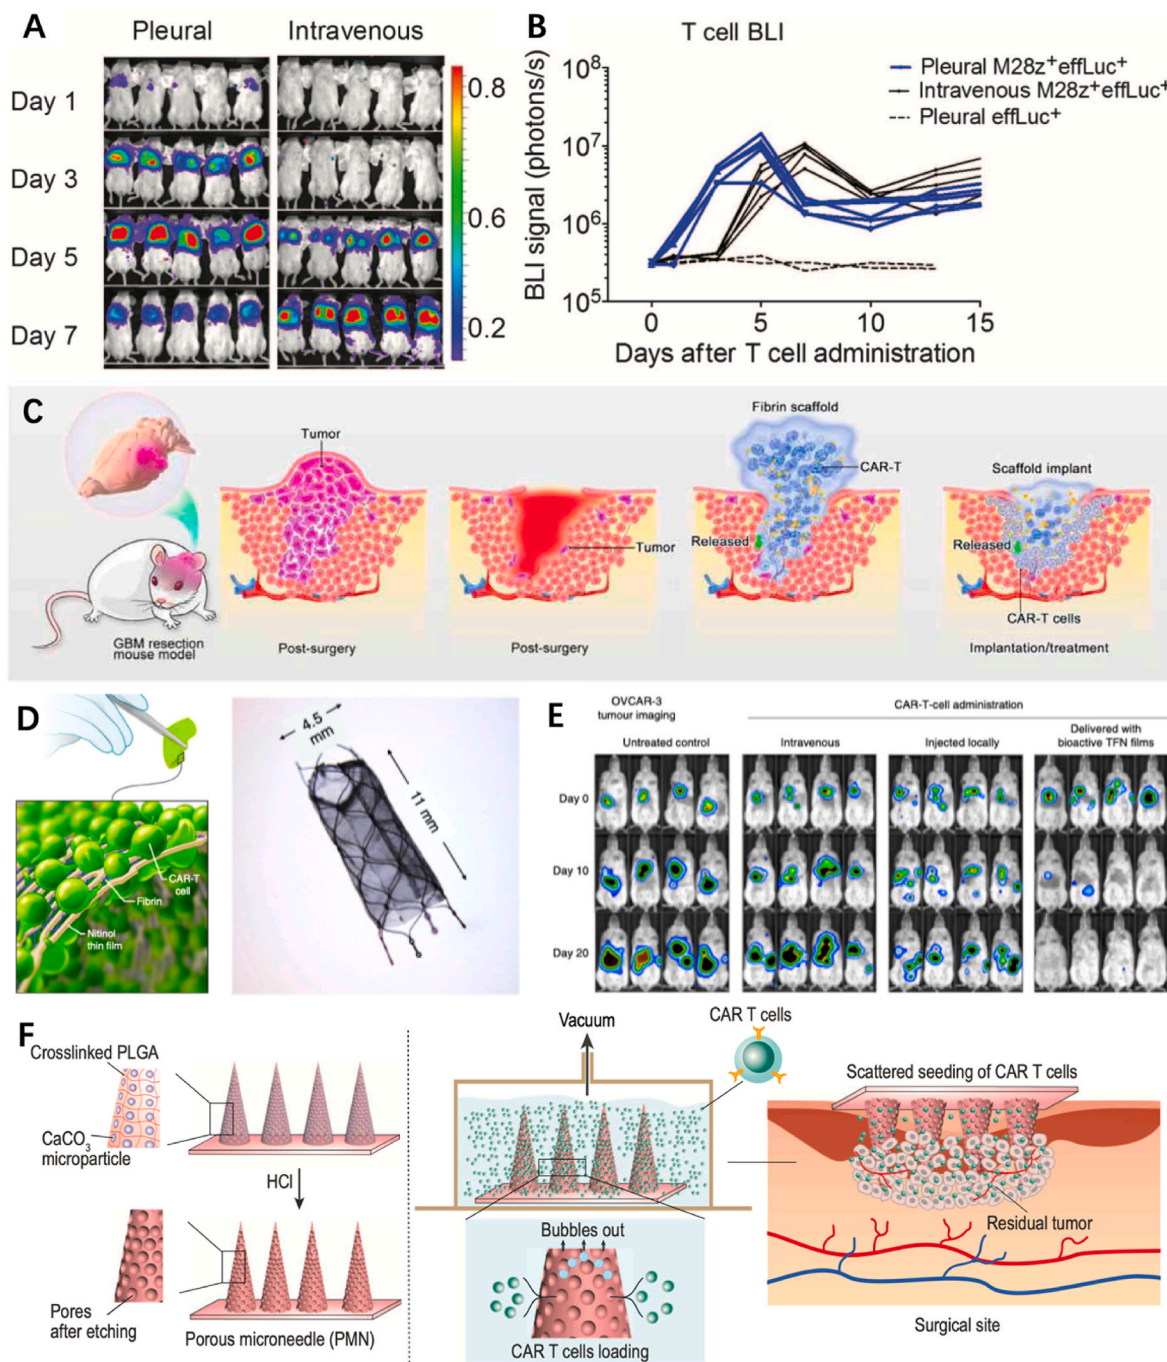 A
Pleural
Intravenous
Day 1
Day 3
Day 5
Day 7
0.8
0.6
0.4
0.2
B
T cell BLI
BLI signal (photons/s)
10⁸
10⁷
10⁶
10⁵
Pleural M28z⁺effLuc⁺
Intravenous M28z⁺effLuc⁺
Pleural effLuc⁺
0
5
10
15
Days after T cell administration
C
GBM resection
mouse model
Tumor
Post-surgery
Tumor
Post-surgery
Fibrin scaffold
CAR-T
Released
Scaffold implant
Released
CAR-T cells
Implantation/treatment
D
CAR-T
cell
Fibrin
Nitinol
thin film
4.5
mm
11 mm
E
OVCAR-3
tumour imaging
CAR-T-cell administration
Untreated control
Intravenous
Injected locally
Delivered with
bioactive TFN films
Day 0
Day 10
Day 20
F
Crosslinked PLGA
CaCO₃
microparticle
HCl
Pores
after etching
Porous microneedle (PMN)
Vacuum
CAR T cells
Bubbles out
CAR T cells loading
Scattered seeding of CAR T cells
Residual tumor
Surgical site